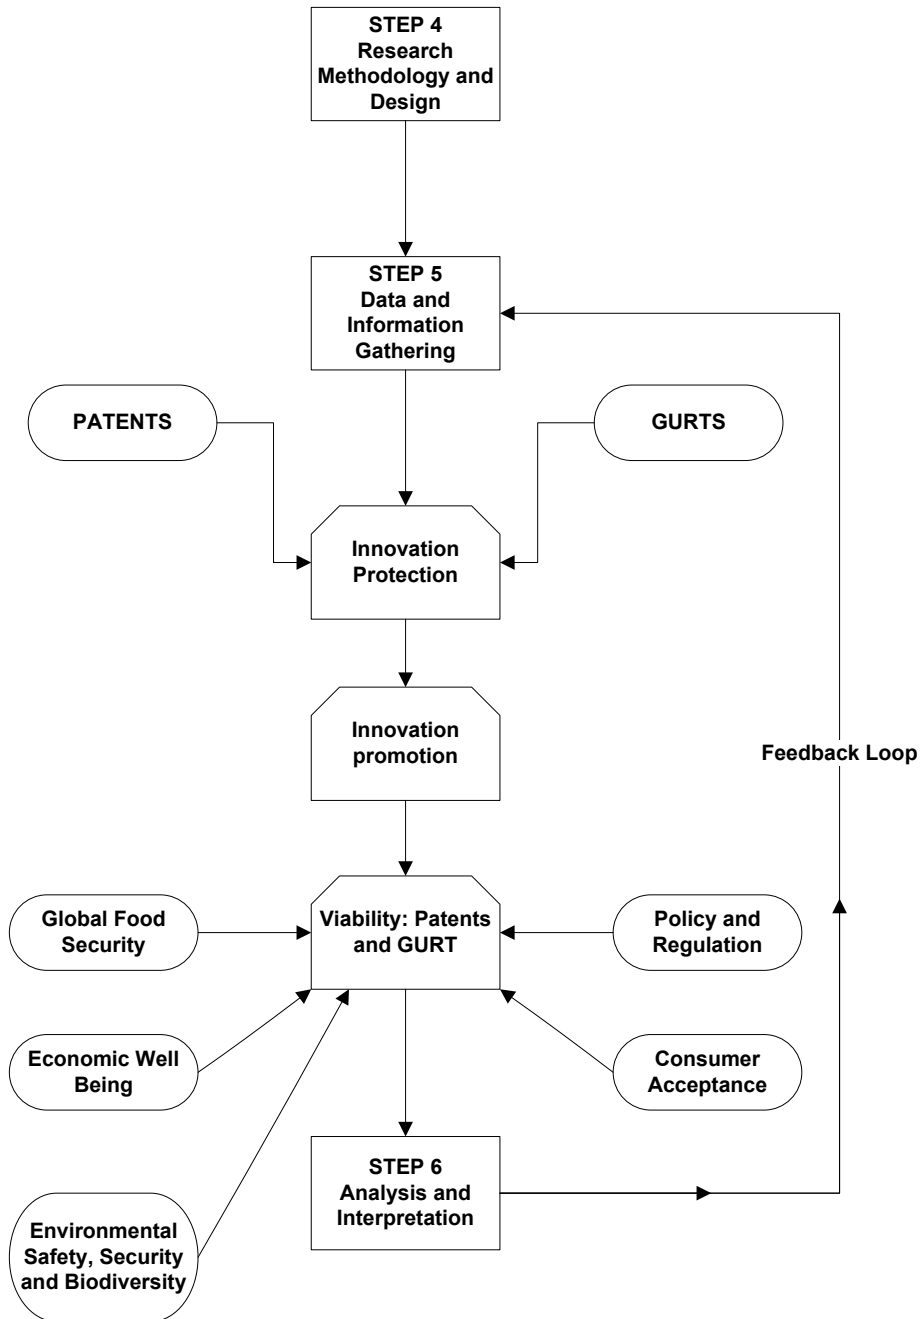 STEP 4
Research
Methodology and
Design
STEP 5
Data and
Information
Gathering
PATENTS
GURTS
Innovation
Protection
Innovation
promotion
Feedback Loop
Global Food
Security
Viability: Patents
and GURT
Policy and
Regulation
Economic Well
Being
Consumer
Acceptance
STEP 6
Analysis and
Interpretation
Environmental
Safety, Security
and Biodiversity